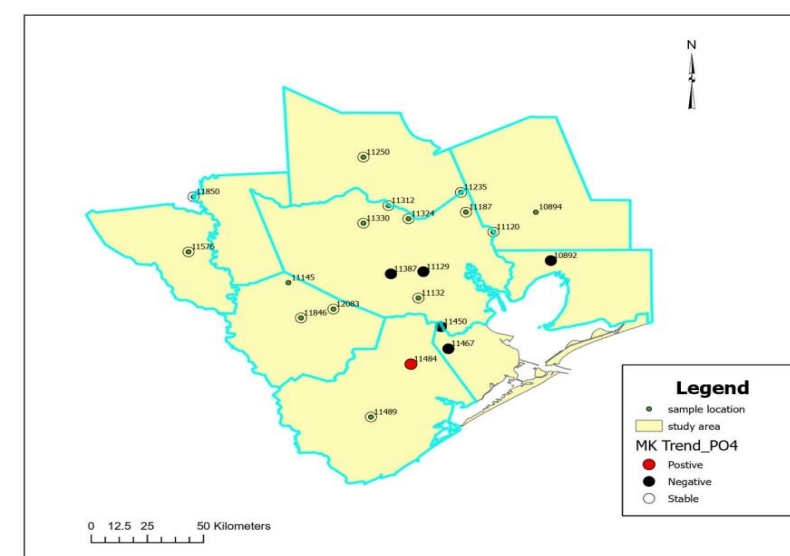 N
11250
11850
11235
11312
11187
10894
11324
11330
11120
11576
10892
11129
11387
11145
11132
12083
11846
11450
11467
11484
11489
Legend
sample location
study area
MK Trend_PO4
Postive
Negative
Stable
0 12.5 25 50 Kilometers